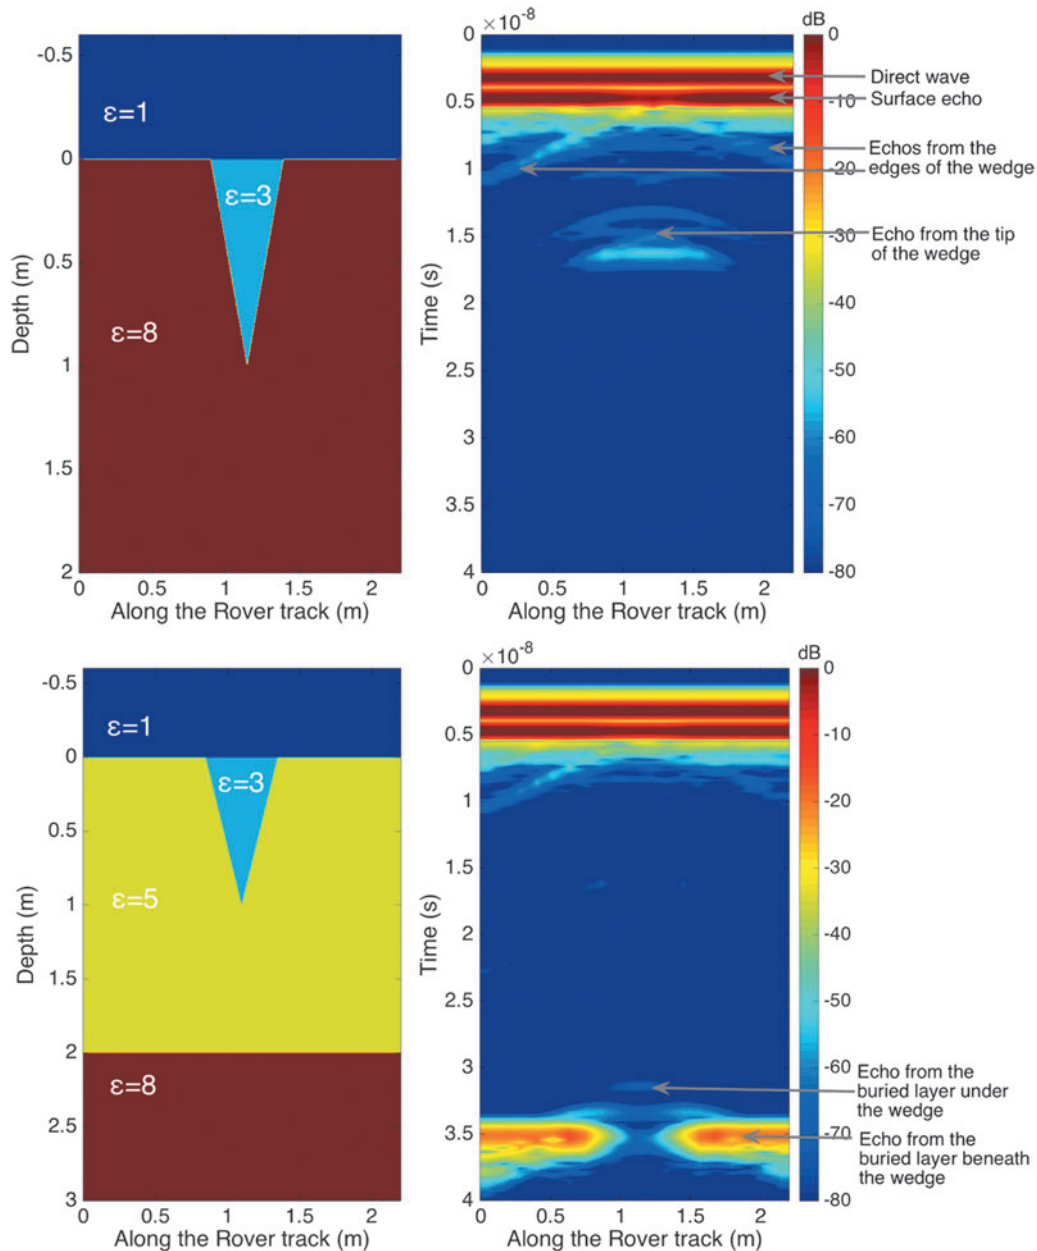 -0.5
0
0.5
1
1.5
2
Depth (m)
ε=1
ε=3
ε=8
0 0.5 1 1.5 2
Along the Rover track (m)
×10⁻⁸
0
0.5
1
1.5
2
2.5
3
3.5
4
Time (s)
0 0.5 1 1.5 2
Along the Rover track (m)
dB
0
-10
-20
-30
-40
-50
-60
-70
-80
Direct wave
Surface echo
Echos from the
edges of the wedge
Echo from the tip
of the wedge
-0.5
0
0.5
1
1.5
2
2.5
3
Depth (m)
ε=1
ε=3
ε=5
ε=8
0 0.5 1 1.5 2
Along the Rover track (m)
×10⁻⁸
0
0.5
1
1.5
2
2.5
3
3.5
4
Time (s)
0 0.5 1 1.5 2
Along the Rover track (m)
dB
0
-10
-20
-30
-40
-50
-60
-70
-80
Echo from the
buried layer under
the wedge
Echo from the
buried layer beneath
the wedge